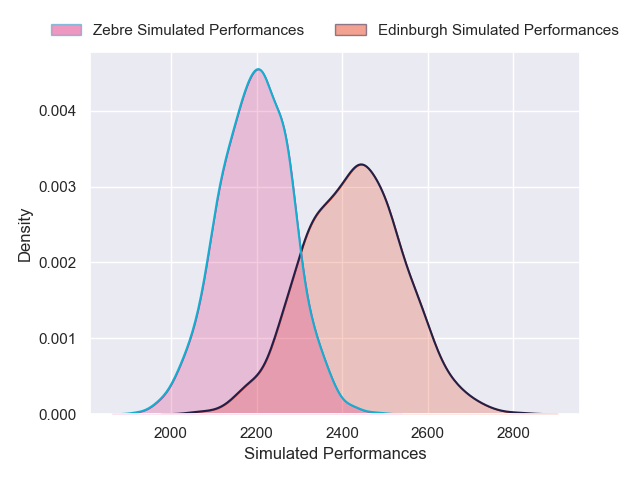 Zebre Simulated Performances Edinburgh Simulated Performances
0.004
0.003
0.002
0.001
0.000
Density
2000 2200 2400 2600 2800
Simulated Performances